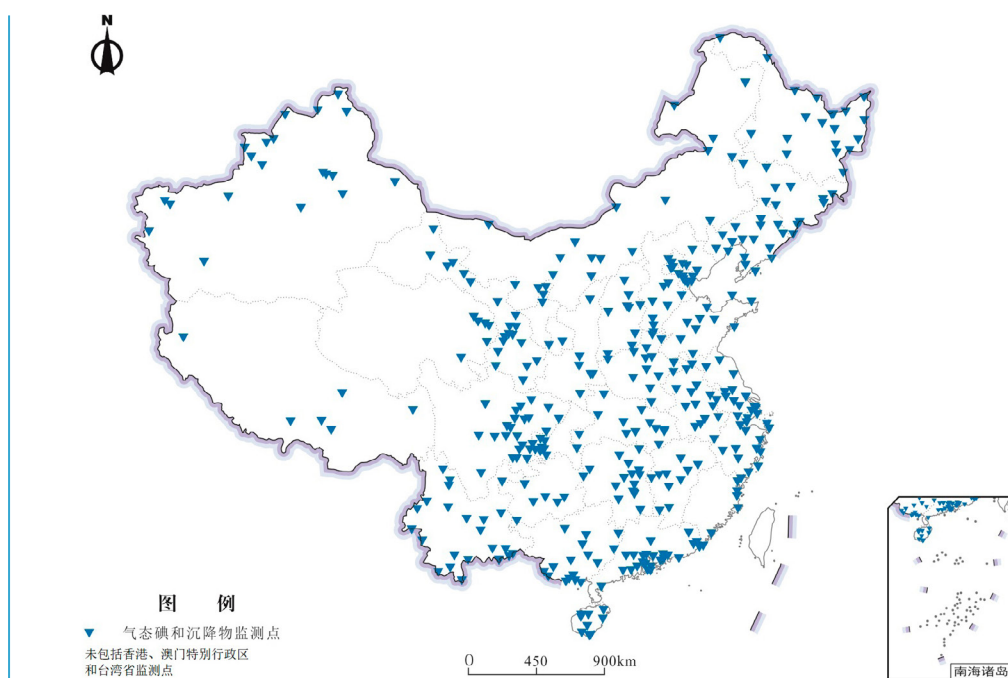 N
图 例
气态碘和沉降物监测点
未包括香港、澳门特别行政区
和台湾省监测点
0 450 900km
南海诸岛